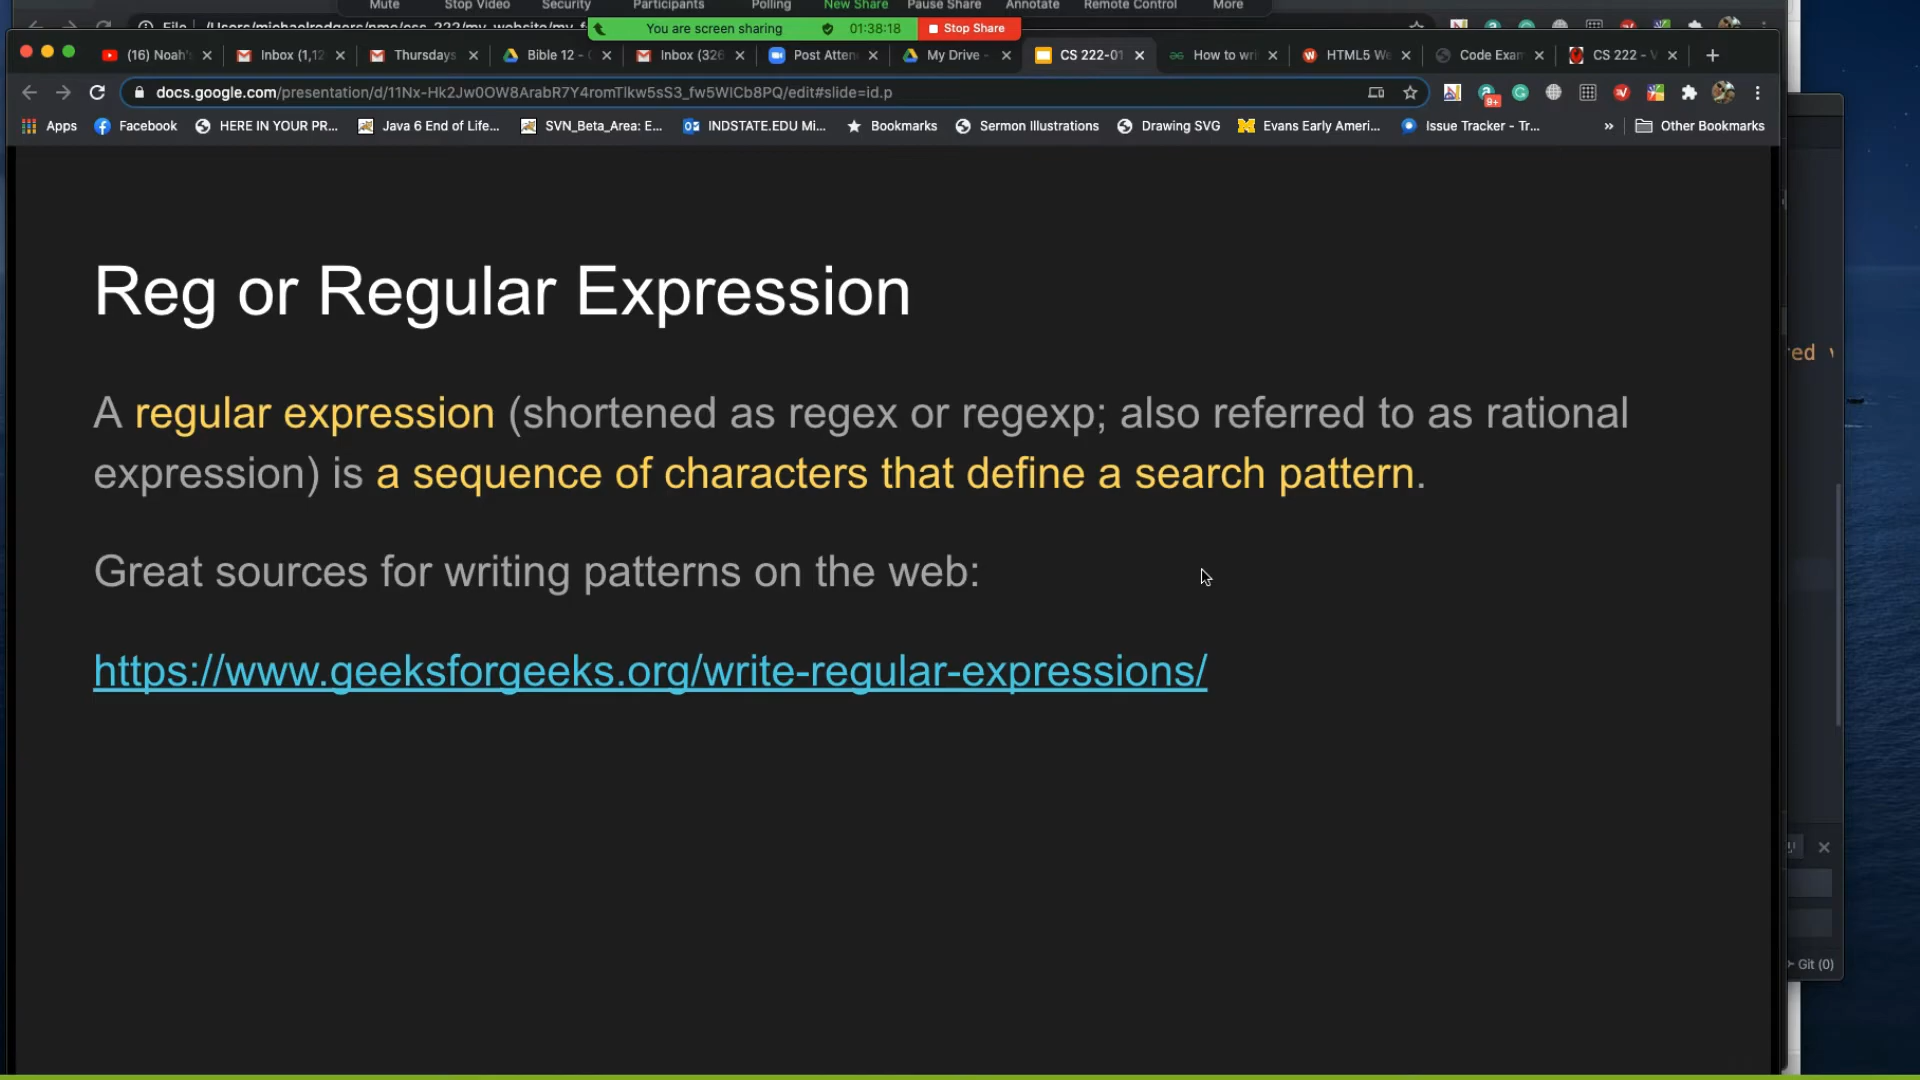 Mute Stop Video Security Participants Polling New Share Pause Share Annotate Remote Control More
File /Users/michaelrodgers/
You are screen sharing 01:38:18 Stop Share
(16) Noah' Inbox (1,12 Thursdays Bible 12 - Inbox (326 Post Atten My Drive - CS 222-01 How to wri HTML5 We Code Exam CS 222 - V
docs.google.com/presentation/d/11Nx-Hk2Jw0OW8ArabR7Y4romTlkw5sS3_fw5WICb8PQ/edit#slide=id.p
9+
Apps Facebook HERE IN YOUR PR... Java 6 End of Life... SVN_Beta_Area: E... INDSTATE.EDU Mi... Bookmarks Sermon Illustrations Drawing SVG Evans Early Ameri... Issue Tracker - Tr... » Other Bookmarks
Reg or Regular Expression
A regular expression (shortened as regex or regexp; also referred to as rational
expression) is a sequence of characters that define a search pattern.
Great sources for writing patterns on the web:
https://www.geeksforgeeks.org/write-regular-expressions/
Git (0)